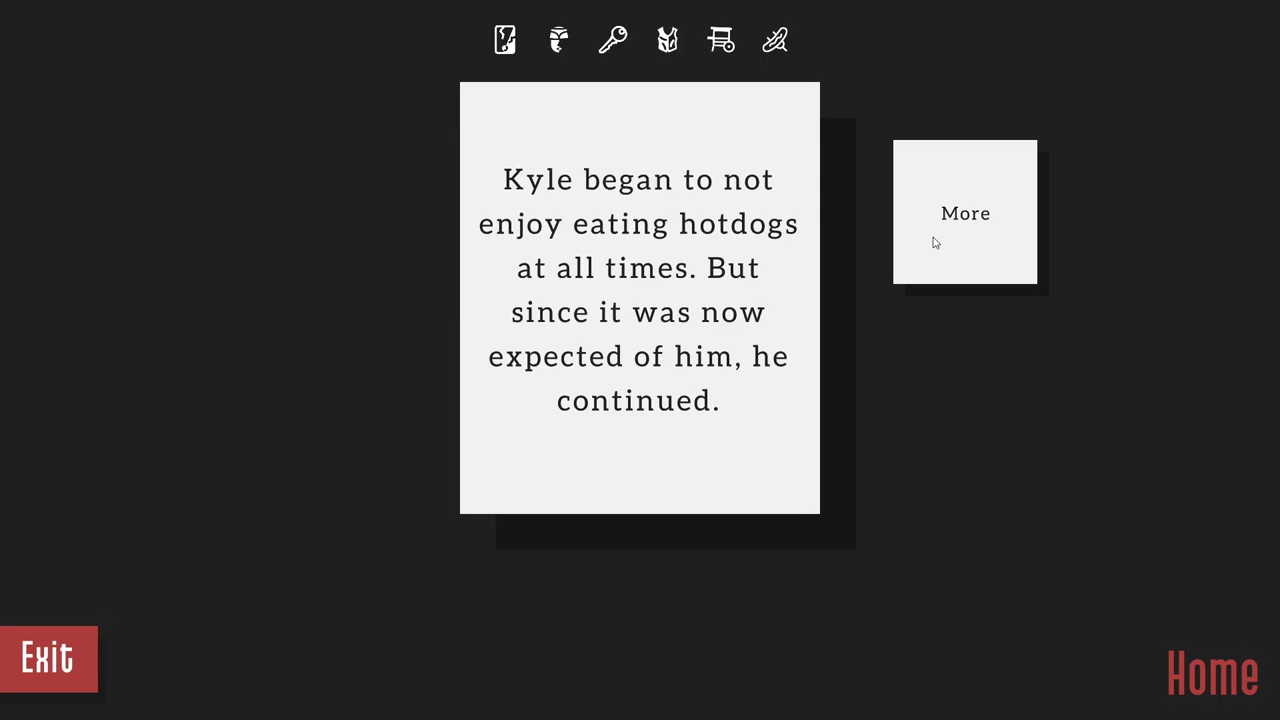 Kyle began to not
enjoy eating hotdogs
at all times. But
since it was now
expected of him, he
continued.
More
Exit
Home